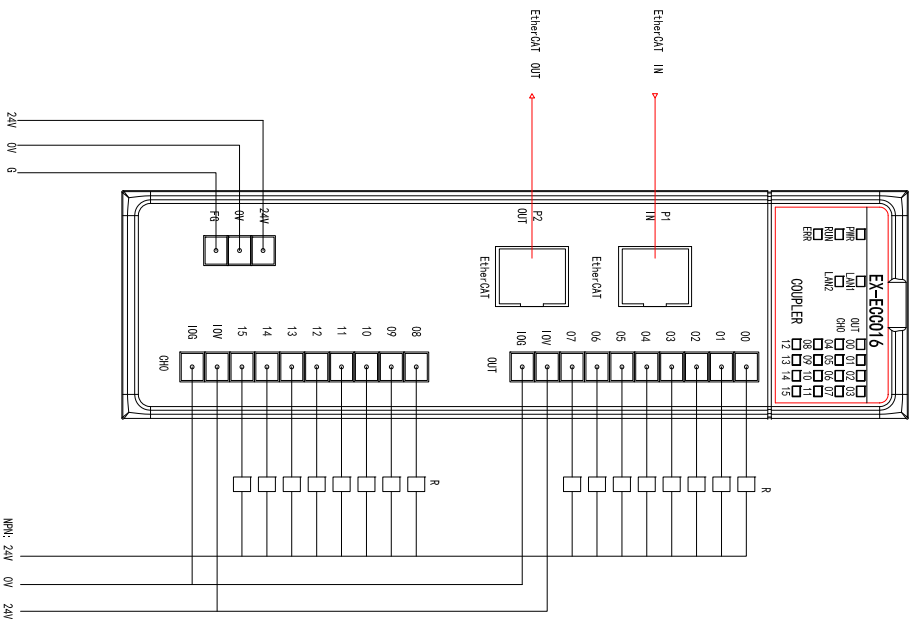 EX-ECC016
PWR LAN1 OUT 00 01 02 03
RUN LAN2 CHO 04 05 06 07
ERR 08 09 10 11
COUPLER 12 13 14 15
R
00
01
02
EtherCAT IN
P1
IN
03
04
05
EtherCAT
06
07
EtherCAT OUT
P2
OUT
IOV
IOG
OUT
EtherCAT
R
08
09
10
11
12
13
14
15
IOV
IOG
CHO
24V
0V
FG
24V 0V G
NPN: 24V 0V 24V